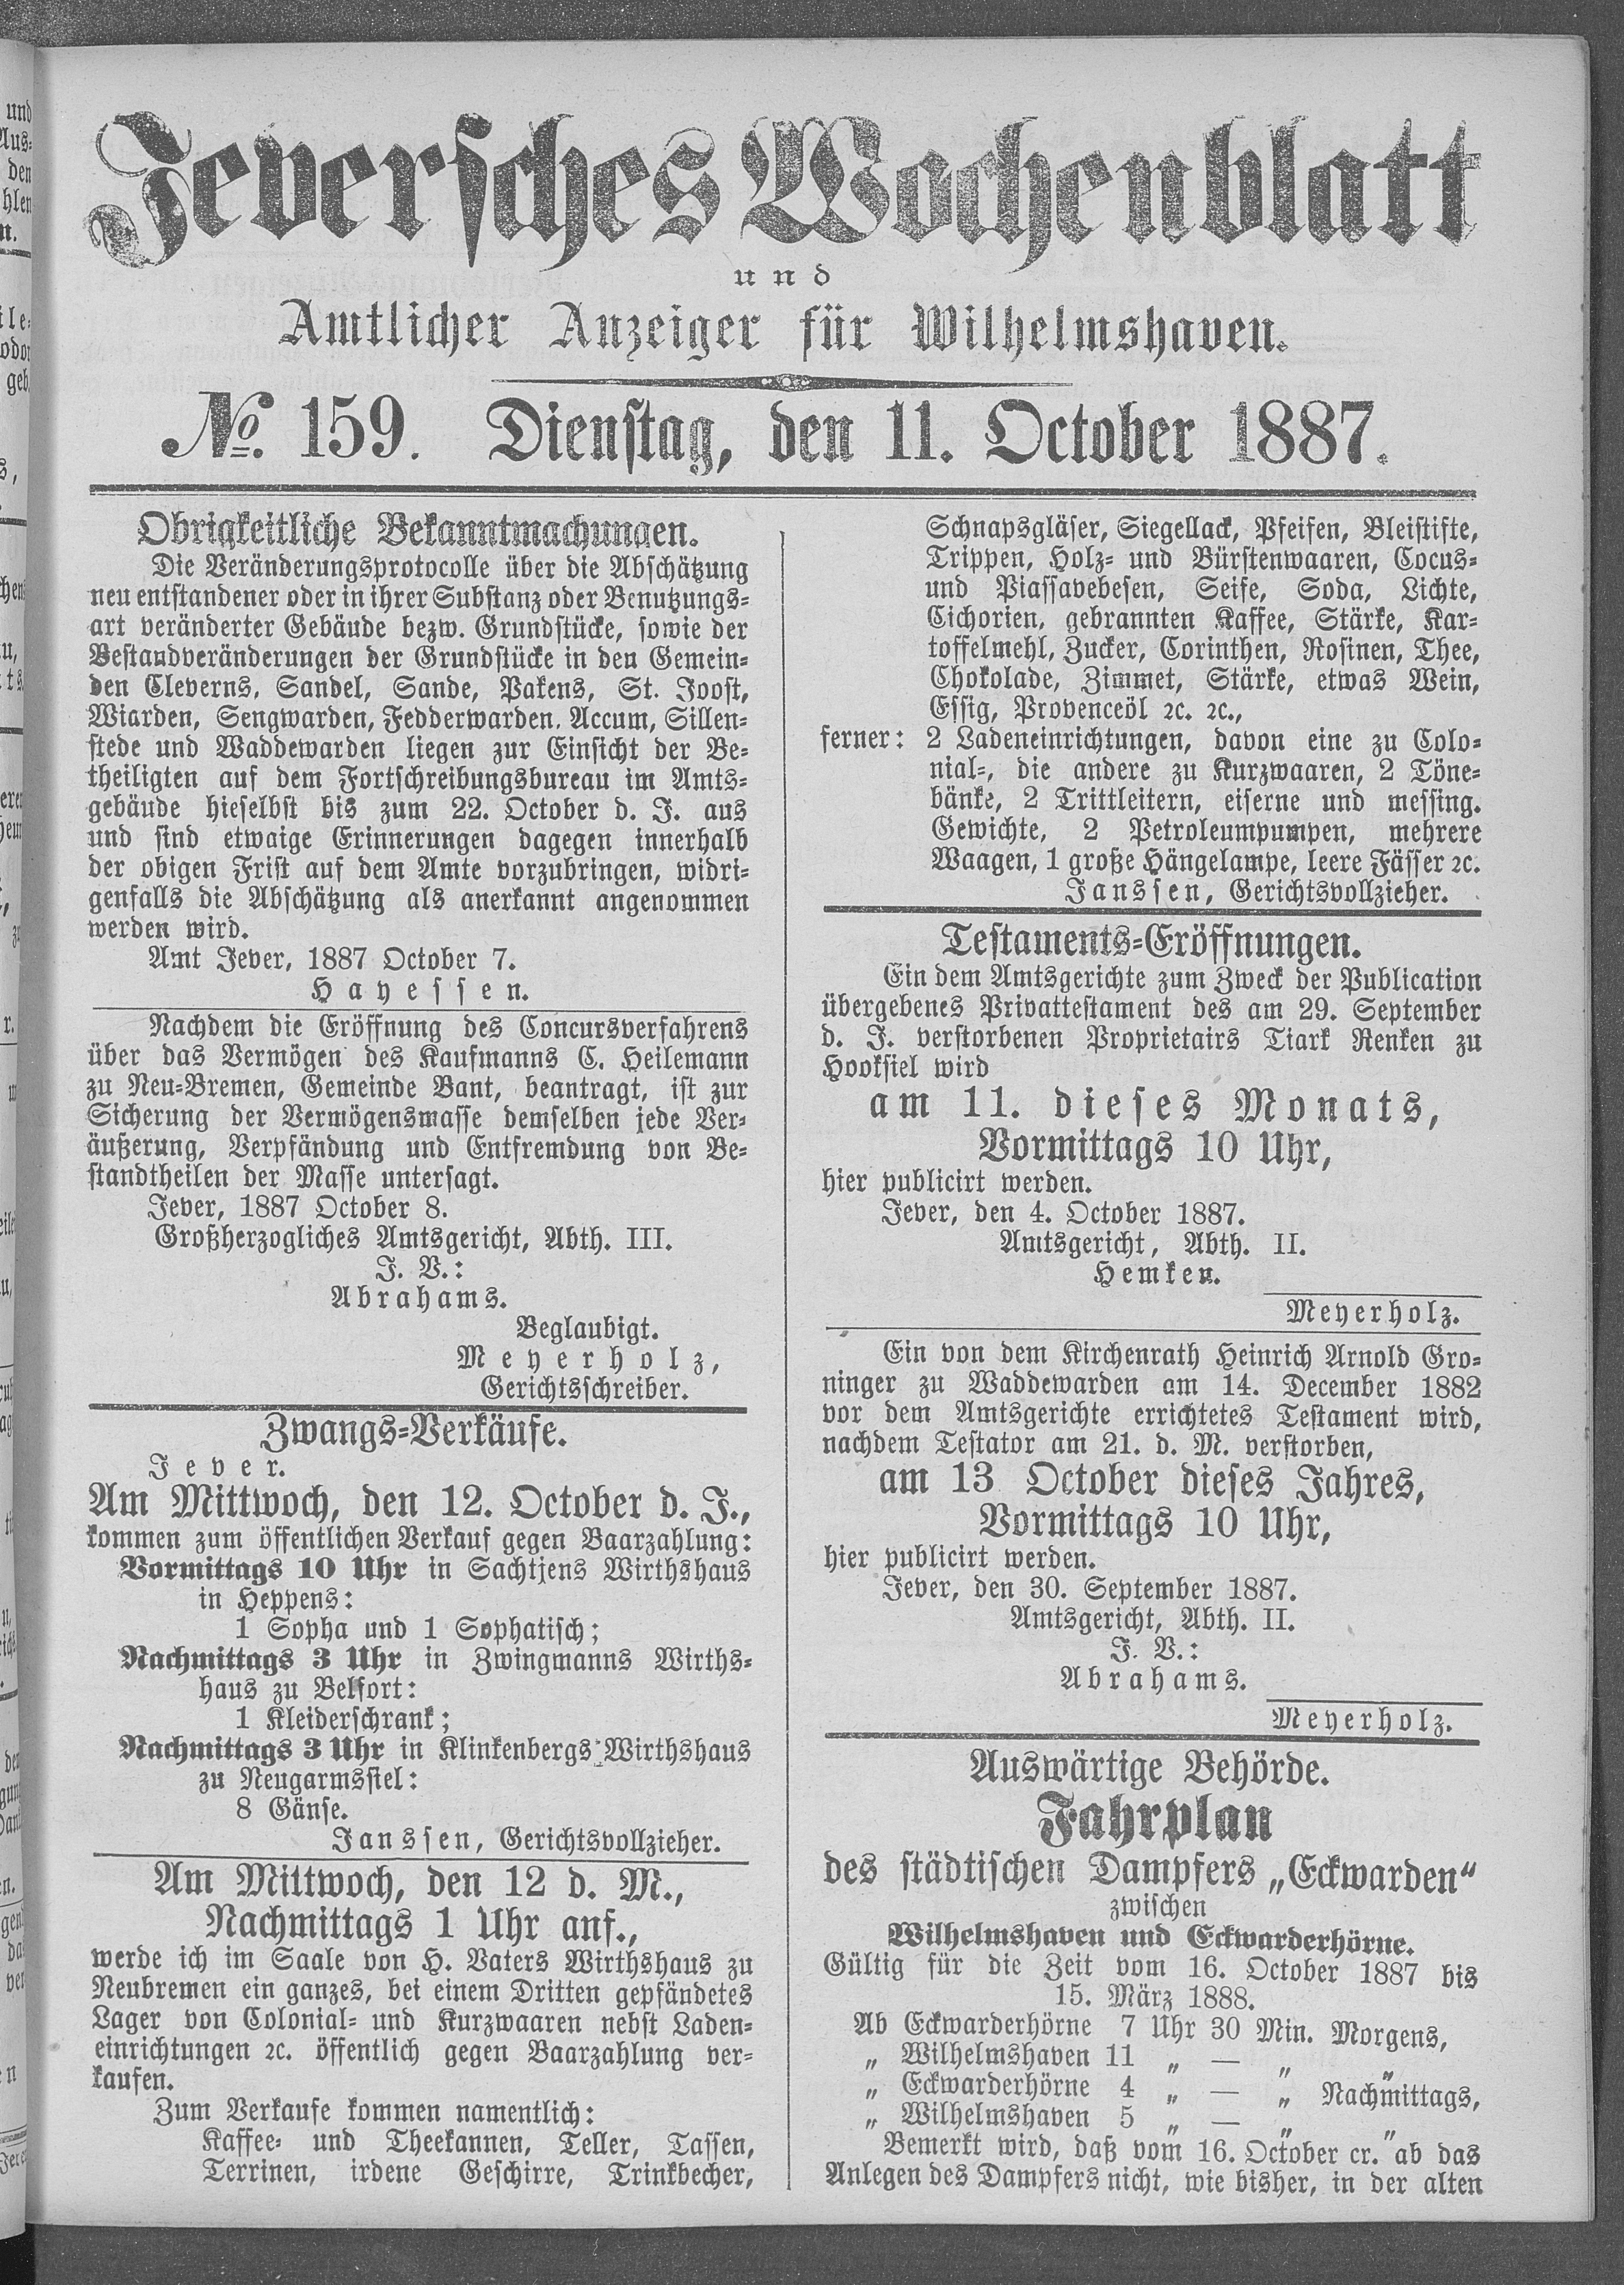 Jeversches Wochenblatt
und
Amtlicher Anzeiger für Wilhelmshaven.
No. 159. Dienstag, den 11. October 1887.
Obrigkeitliche Bekanntmachungen.
Die Veränderungsprotocolle über die Abschätzung
neu entstandener oder in ihrer Substanz oder Benutzungs-
art veränderter Gebäude bezw. Grundstücke, sowie der
Bestandveränderungen der Grundstücke in den Gemein-
den Cleverns, Sandel, Sande, Pakens, St. Joost,
Wiarden, Sengwarden, Fedderwarden, Accum, Sillen-
stede und Waddewarden liegen zur Einsicht der Be-
theiligten auf dem Fortschreibungsbureau im Amts-
gebäude hieselbst bis zum 22. October d. J. aus
und sind etwaige Erinnerungen dagegen innerhalb
der obigen Frist auf dem Amte vorzubringen, widri-
genfalls die Abschätzung als anerkannt angenommen
werden wird.
Amt Jever, 1887 October 7.
Hayessen.
Nachdem die Eröffnung des Concursverfahrens
über das Vermögen des Kaufmanns C. Heilemann
zu Neu-Bremen, Gemeinde Bant, beantragt, ist zur
Sicherung der Vermögensmasse demselben jede Ver-
äußerung, Verpfändung und Entfremdung von Be-
standtheilen der Masse untersagt.
Jever, 1887 October 8.
Großherzogliches Amtsgericht, Abth. III.
J. V.:
Abrahams.
Beglaubigt.
Meyerholz,
Gerichtsschreiber.
Zwangs-Verkäufe.
Jever.
Am Mittwoch, den 12. October d. J.,
kommen zum öffentlichen Verkauf gegen Baarzahlung:
Vormittags 10 Uhr in Sachtjens Wirthshaus
in Heppens:
1 Sopha und 1 Sophatisch;
Nachmittags 3 Uhr in Zwingmanns Wirths-
haus zu Belfort:
1 Kleiderschrank;
Nachmittags 3 Uhr in Klinkenbergs Wirthshaus
zu Neugarmssiel:
8 Gänse.
Janssen, Gerichtsvollzieher.
Am Mittwoch, den 12 d. M.,
Nachmittags 1 Uhr anf.,
werde ich im Saale von H. Vaters Wirthshaus zu
Neubremen ein ganzes, bei einem Dritten gepfändetes
Lager von Colonial- und Kurzwaaren nebst Laden-
einrichtungen ꝛc. öffentlich gegen Baarzahlung ver-
kaufen.
Zum Verkaufe kommen namentlich:
Kaffee- und Theekannen, Teller, Tassen,
Terrinen, irdene Geschirre, Trinkbecher,
Schnapsgläser, Siegellack, Pfeifen, Bleistifte,
Trippen, Holz- und Bürstenwaaren, Cocus-
und Piassavebesen, Seife, Soda, Lichte,
Cichorien, gebrannten Kaffee, Stärke, Kar-
toffelmehl, Zucker, Corinthen, Rosinen, Thee,
Chokolade, Zimmet, Stärke, etwas Wein,
Essig, Provenceöl ꝛc. ꝛc.,
ferner: 2 Ladeneinrichtungen, davon eine zu Colo-
nial-, die andere zu Kurzwaaren, 2 Töne-
bänke, 2 Trittleitern, eiserne und messing.
Gewichte, 2 Petroleumpumpen, mehrere
Waagen, 1 große Hängelampe, leere Fässer ꝛc.
Janssen, Gerichtsvollzieher.
Testaments-Eröffnungen.
Ein dem Amtsgerichte zum Zweck der Publication
übergebenes Privattestament des am 29. September
d. J. verstorbenen Proprietairs Tiark Renken zu
Hooksiel wird
am 11. dieses Monats,
Vormittags 10 Uhr,
hier publicirt werden.
Jever, den 4. October 1887.
Amtsgericht, Abth. II.
Hemken.
Meyerholz.
Ein von dem Kirchenrath Heinrich Arnold Gro-
ninger zu Waddewarden am 14. December 1882
vor dem Amtsgerichte errichtetes Testament wird,
nachdem Testator am 21. d. M. verstorben,
am 13 October dieses Jahres,
Vormittags 10 Uhr,
hier publicirt werden.
Jever, den 30. September 1887.
Amtsgericht, Abth. II.
J. V.:
Abrahams.
Meyerholz.
Auswärtige Behörde.
Fahrplan
des städtischen Dampfers „Eckwarden“
zwischen
Wilhelmshaven und Eckwarderhörne.
Gültig für die Zeit vom 16. October 1887 bis
15. März 1888.
Ab Eckwarderhörne 7 Uhr 30 Min. Morgens,
„ Wilhelmshaven 11 „ — „ „
„ Eckwarderhörne 4 „ — „ Nachmittags,
„ Wilhelmshaven 5 „ — „ „
Bemerkt wird, daß vom 16. October cr. ab das
Anlegen des Dampfers nicht, wie bisher, in der alten